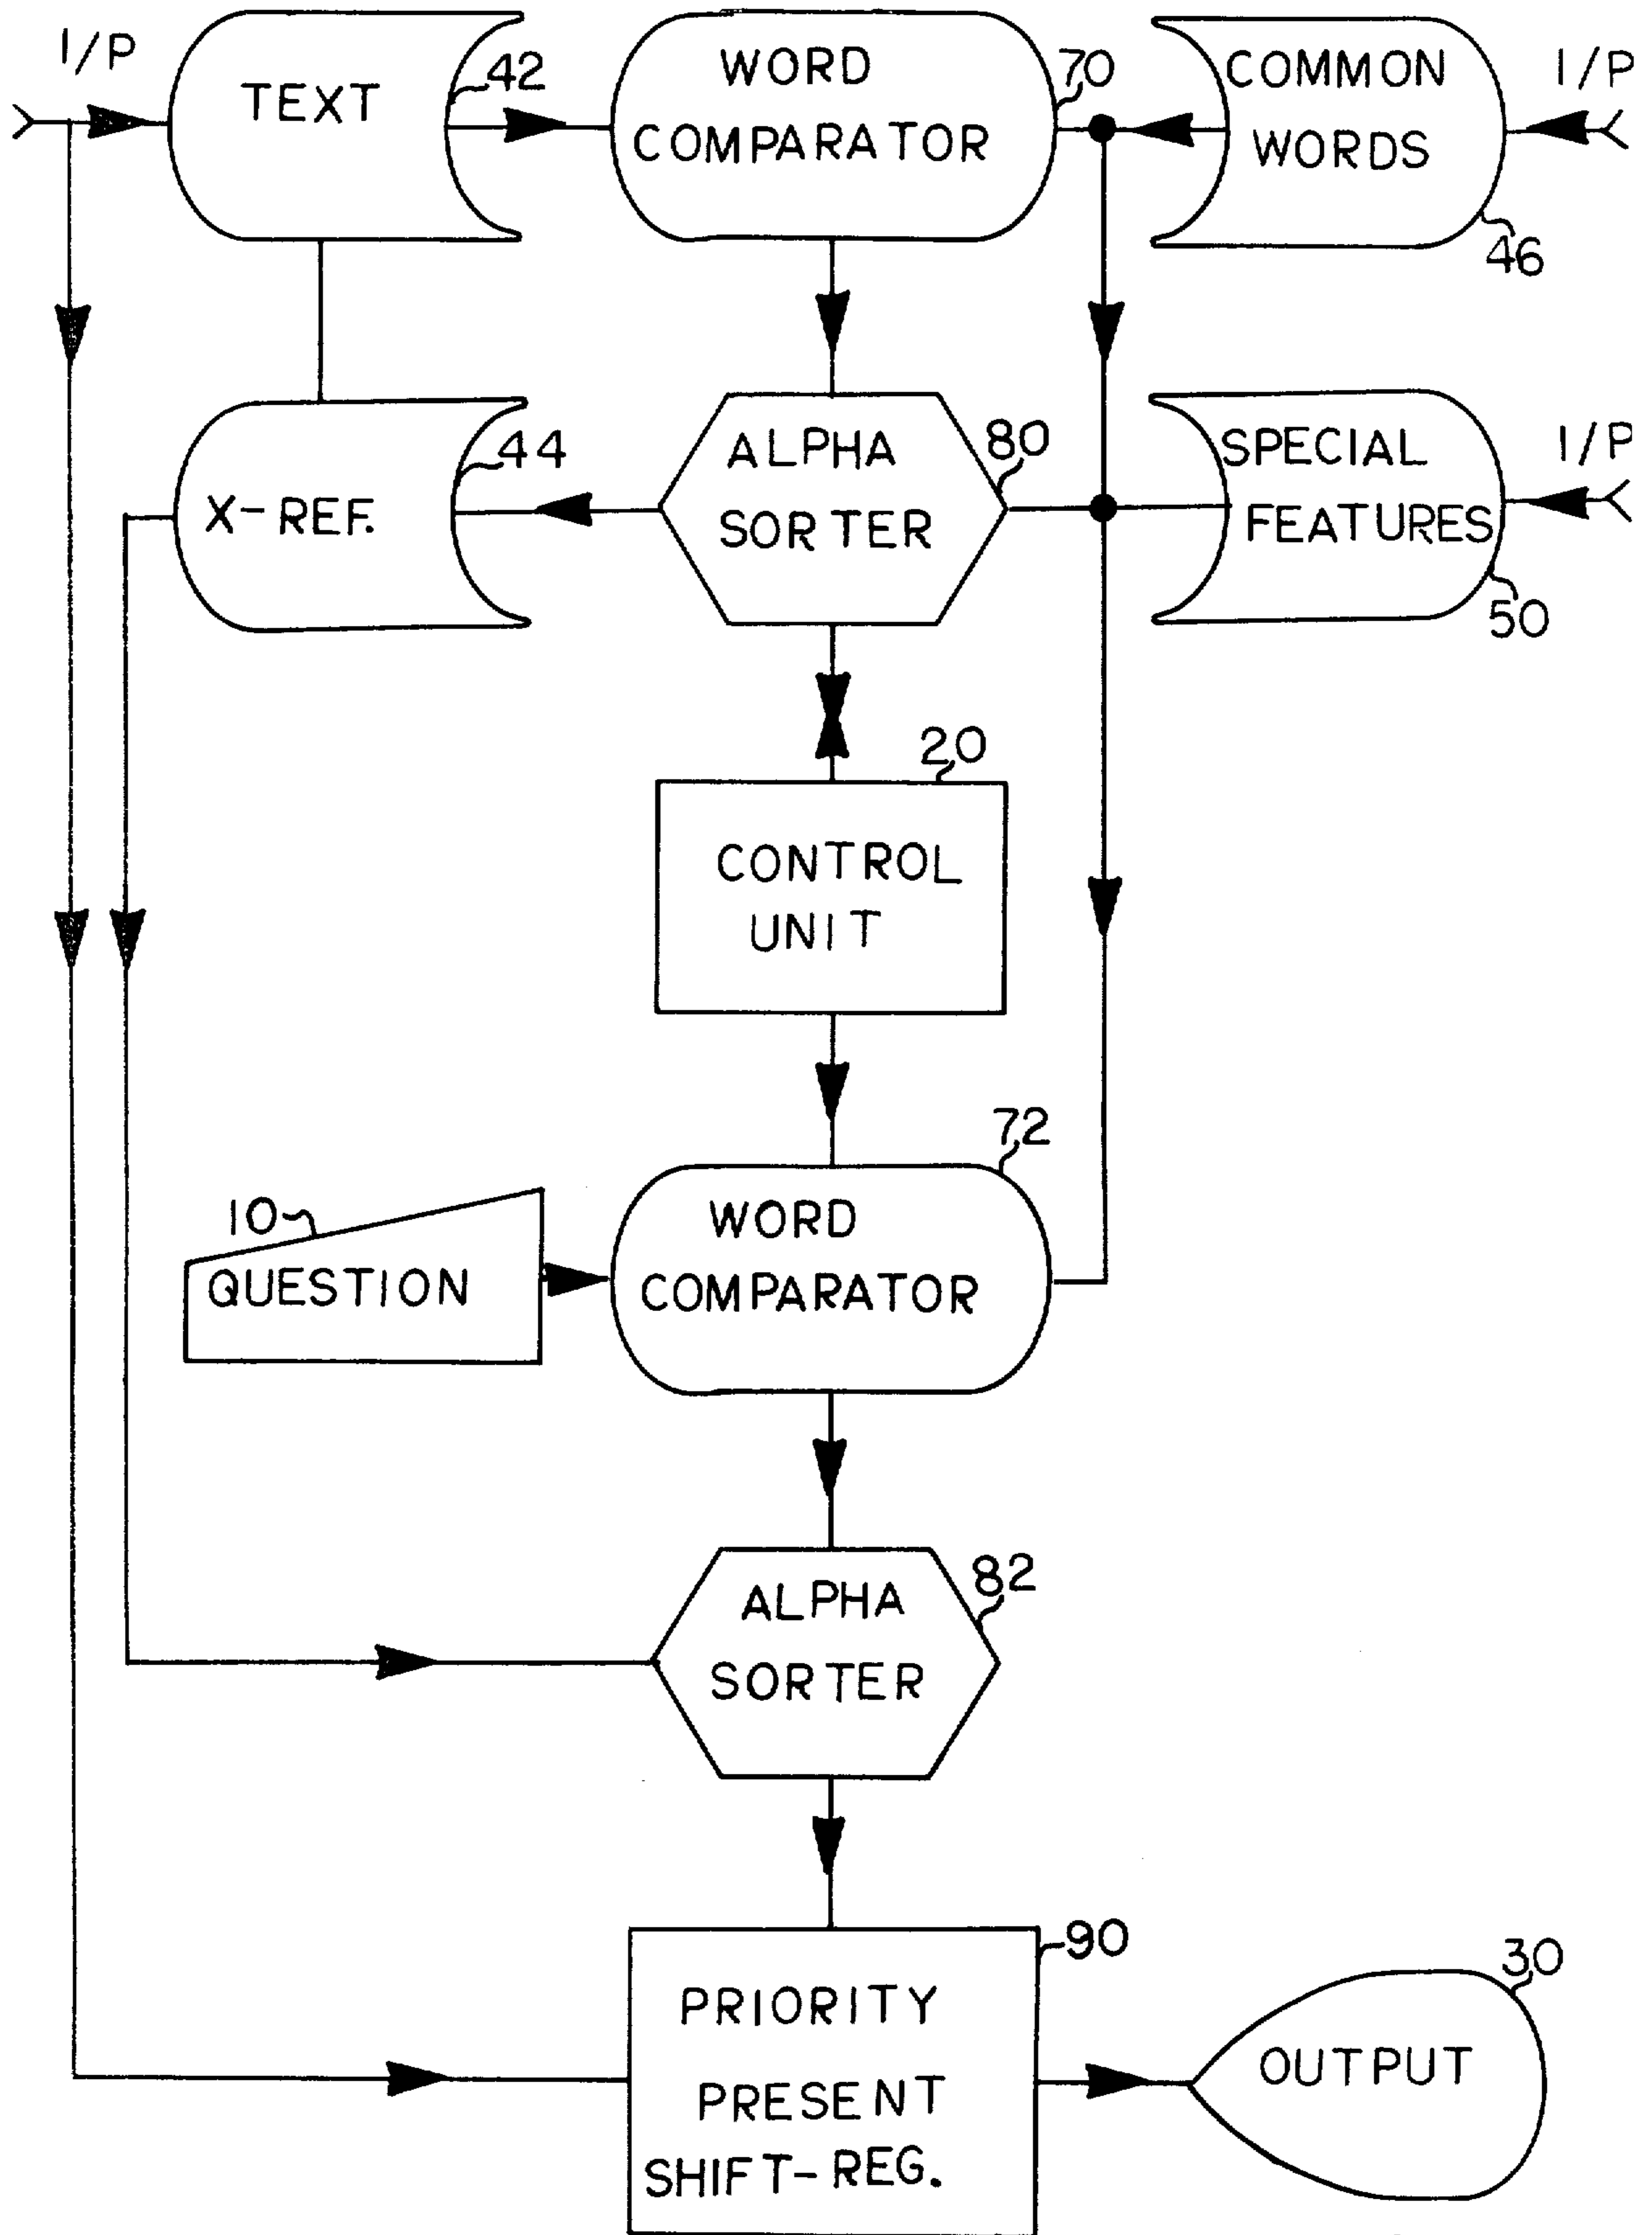 I/P
TEXT
42
WORD
COMPARATOR
70
COMMON
WORDS
I/P
46
X-REF.
44
ALPHA
SORTER
80
SPECIAL
FEATURES
I/P
50
20
CONTROL
UNIT
72
10
QUESTION
WORD
COMPARATOR
82
ALPHA
SORTER
90
PRIORITY
PRESENT
SHIFT-REG.
30
OUTPUT